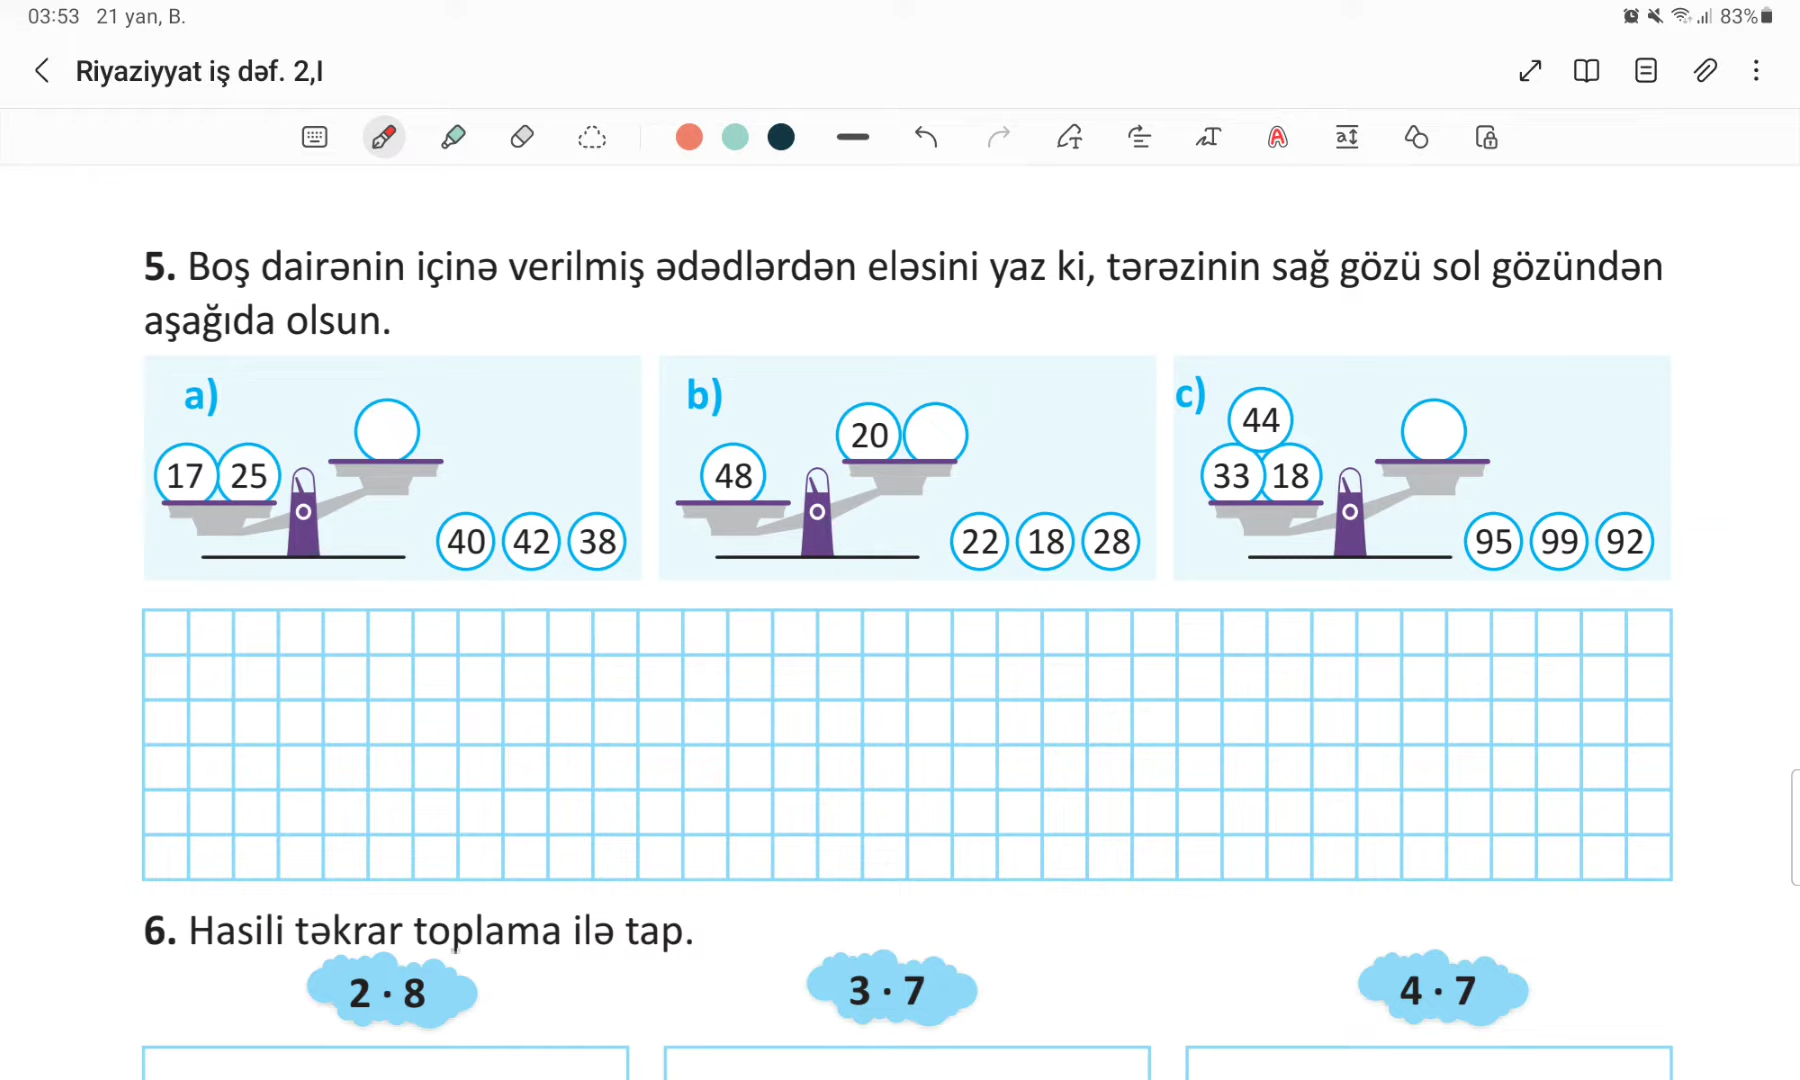 03:53 21 yan, B.
83%
Riyaziyyat iş dəf. 2,I
5. Boş dairənin içinə verilmiş ədədlərdən eləsini yaz ki, tərəzinin sağ gözü sol gözündən
aşağıda olsun.
a)
17 25
40 42 38
b)
20
48
22 18 28
c)
44
33 18
95 99 92
6. Hasili təkrar toplama ilə tap.
2 · 8
3 · 7
4 · 7